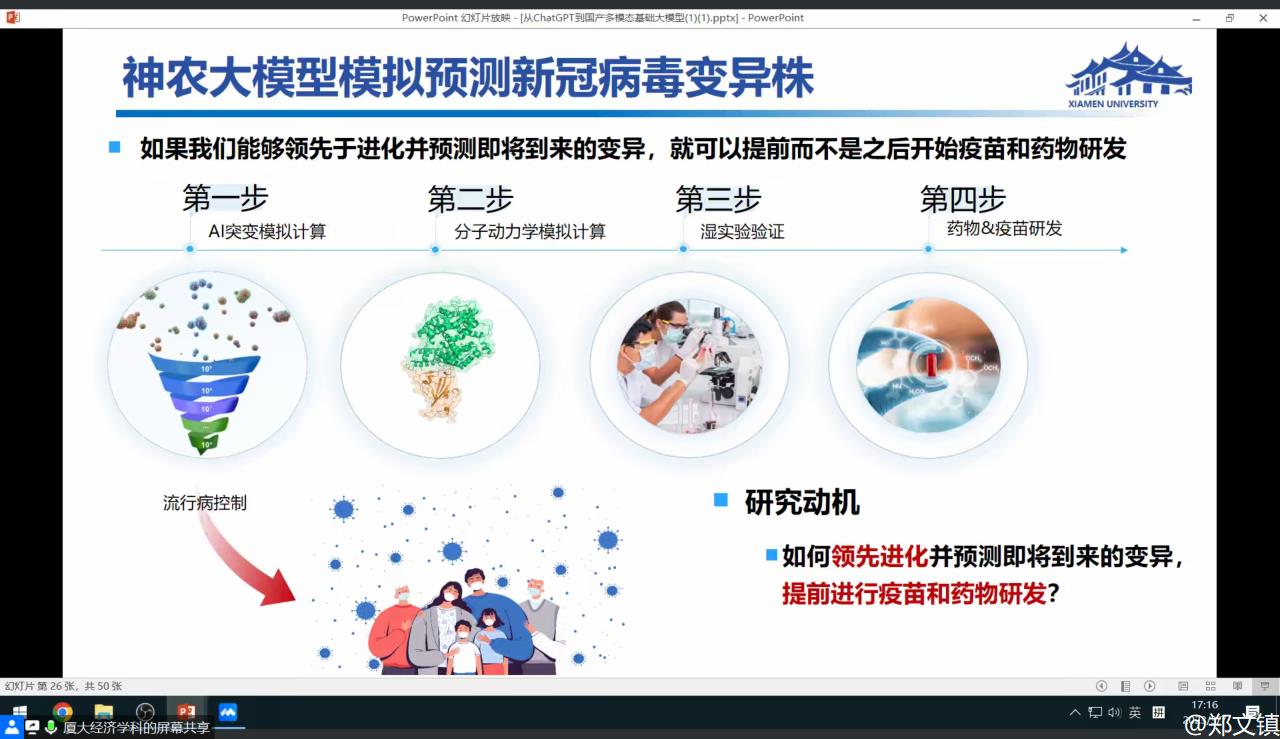 PowerPoint 幻灯片放映 - [从ChatGPT到国产多模态基础大模型(1)(1).pptx] - PowerPoint
神农大模型模拟预测新冠病毒变异株
XIAMEN UNIVERSITY
如果我们能够领先于进化并预测即将到来的变异，就可以提前而不是之后开始疫苗和药物研发
第一步
AI突变模拟计算
第二步
分子动力学模拟计算
第三步
湿实验验证
第四步
药物&疫苗研发
流行病控制
研究动机
如何领先进化并预测即将到来的变异，
提前进行疫苗和药物研发？
幻灯片 第 26 张，共 50 张
英
拼
17:16
厦大经济学科的屏幕共享
@郑文镇